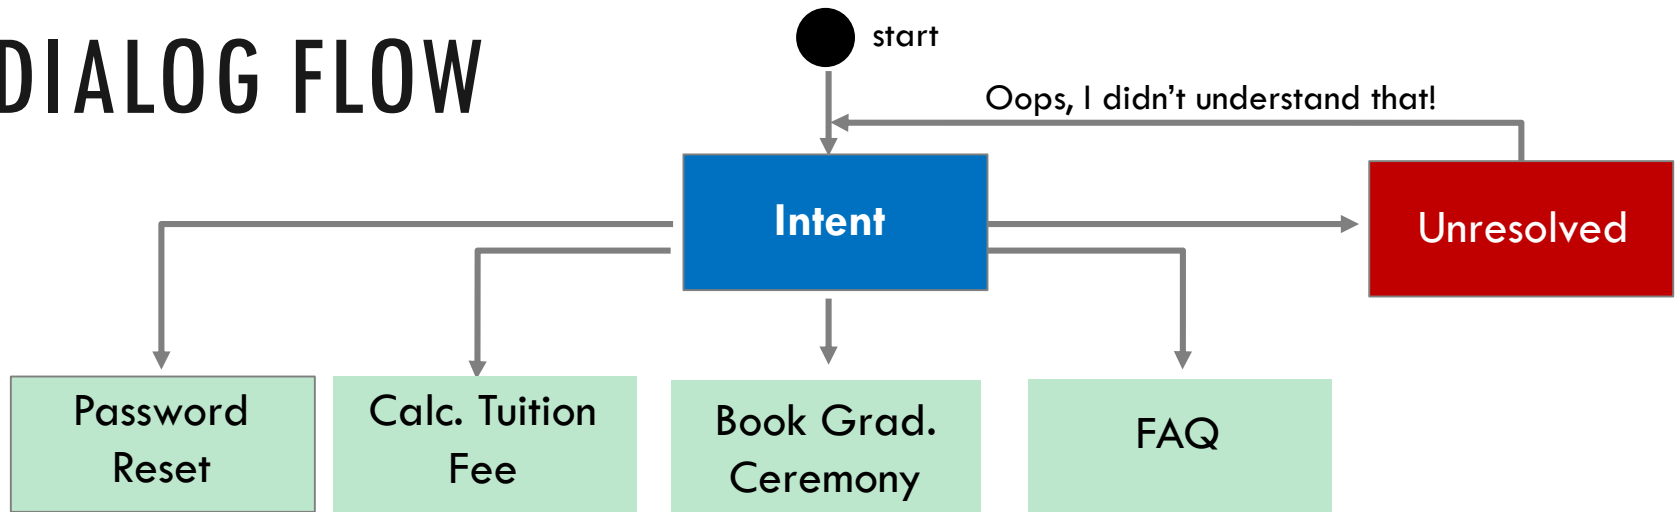 DIALOG FLOW
start
Oops, I didn't understand that!
Intent
Unresolved
Password
Reset
Calc. Tuition
Fee
Book Grad.
Ceremony
FAQ